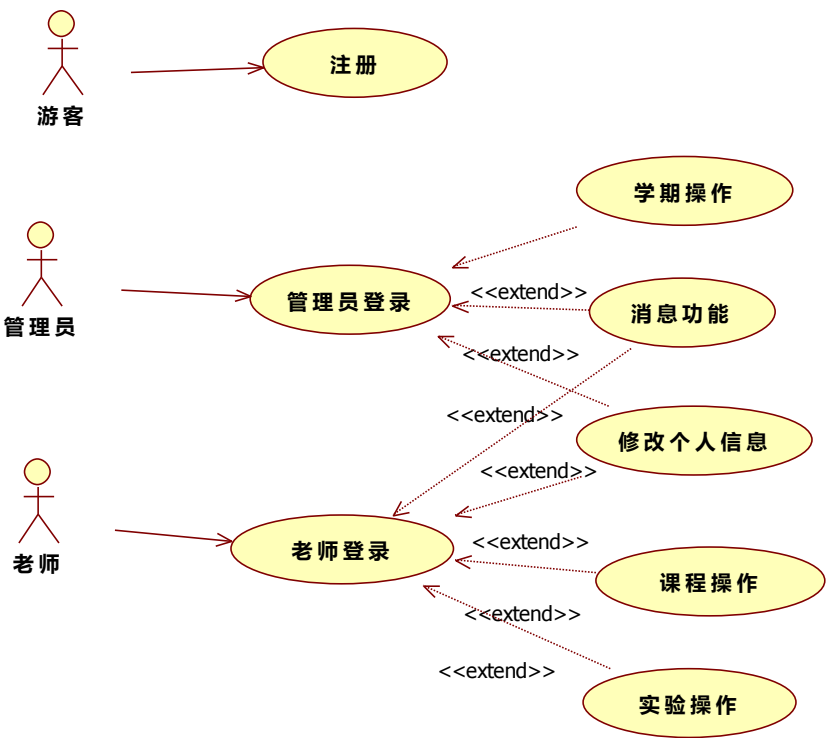 注册
游客
学期操作
<<extend>>
管理员登录
消息功能
管理员
<<extend>>
<<extend>>
修改个人信息
<<extend>>
<<extend>>
老师登录
老师
课程操作
<<extend>>
<<extend>>
实验操作